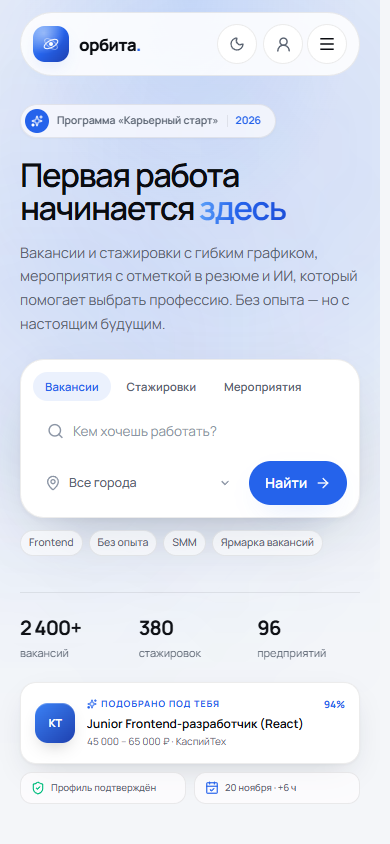 орбита.
Программа «Карьерный старт» 2026
Первая работа
начинается здесь
Вакансии и стажировки с гибким графиком,
мероприятия с отметкой в резюме и ИИ, который
помогает выбрать профессию. Без опыта — но с
настоящим будущим.
Вакансии Стажировки Мероприятия
Кем хочешь работать?
Все города Найти
Frontend Без опыта SMM Ярмарка вакансий
2 400+ 380 96
вакансий стажировок предприятий
КТ ПОДОБРАНО ПОД ТЕБЯ 94%
Junior Frontend-разработчик (React)
45 000 – 65 000 ₽ · КаспийТех
Профиль подтверждён 20 ноября · +6 ч